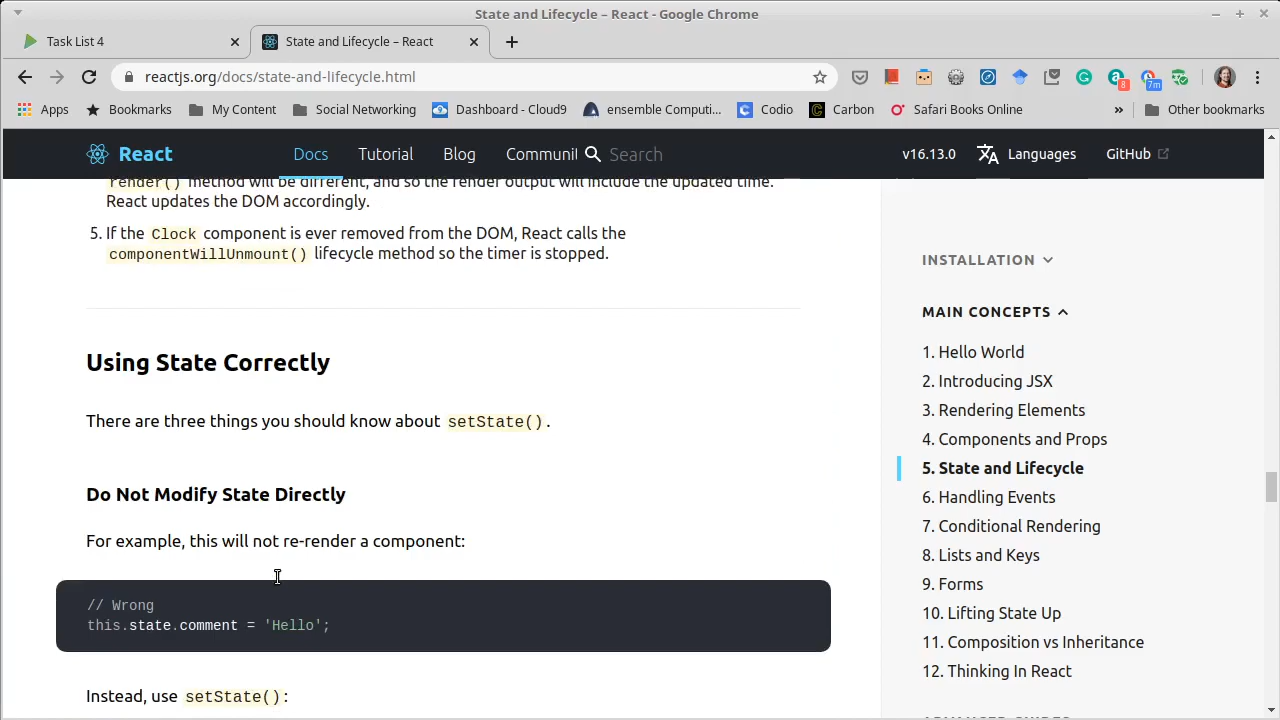 State and Lifecycle – React - Google Chrome
Task List 4
State and Lifecycle – React
reactjs.org/docs/state-and-lifecycle.html
8
7m
Apps
Bookmarks
My Content
Social Networking
Dashboard - Cloud9
ensemble Computi...
Codio
Carbon
Safari Books Online
»
Other bookmarks
React
Docs
Tutorial
Blog
Communi
Search
v16.13.0
Languages
GitHub
render() method will be different, and so the render output will include the updated time.
React updates the DOM accordingly.
5. If the Clock component is ever removed from the DOM, React calls the
componentWillUnmount() lifecycle method so the timer is stopped.
Using State Correctly
There are three things you should know about setState().
Do Not Modify State Directly
For example, this will not re-render a component:
// Wrong
this.state.comment = 'Hello';
Instead, use setState():
INSTALLATION
MAIN CONCEPTS
1. Hello World
2. Introducing JSX
3. Rendering Elements
4. Components and Props
5. State and Lifecycle
6. Handling Events
7. Conditional Rendering
8. Lists and Keys
9. Forms
10. Lifting State Up
11. Composition vs Inheritance
12. Thinking In React
ADVANCED GUIDES